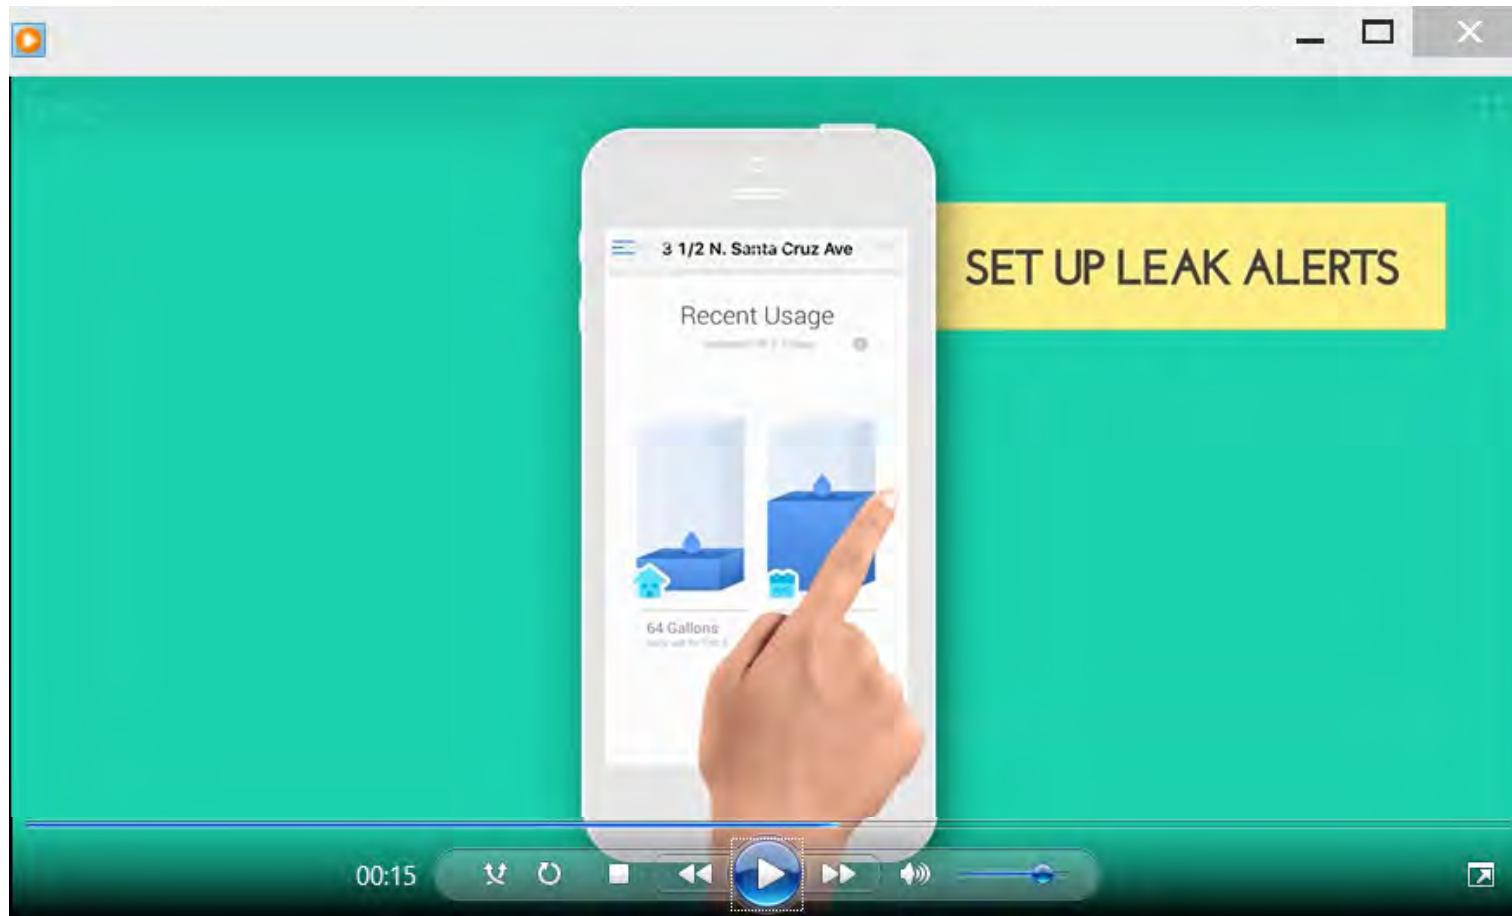 3 1/2 N. Santa Cruz Ave
SET UP LEAK ALERTS
Recent Usage
64 Gallons
00:15